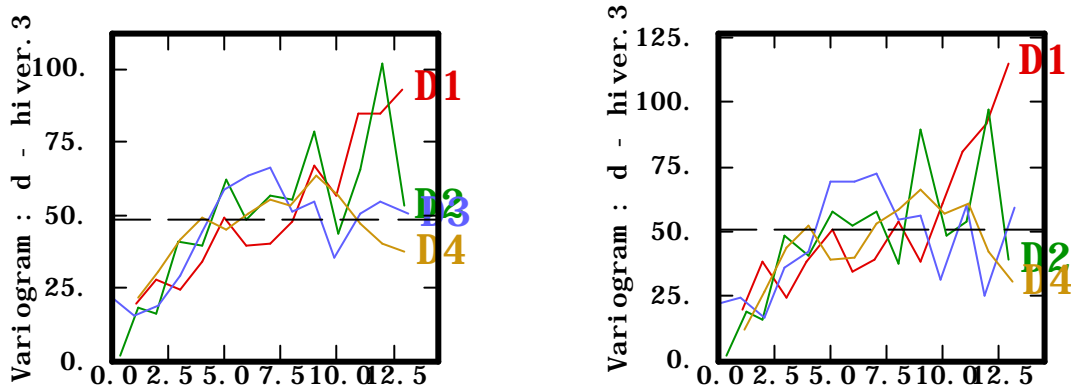 Variogram : d - hiver. 3
100.
75.
50.
25.
0.
0.0 2.5 5.0 7.5 10.0 12.5
D1
D2
D3
D4
Variogram : d - hiver. 3
125.
100.
75.
50.
25.
0.
0.0 2.5 5.0 7.5 10.0 12.5
D1
D2
D4